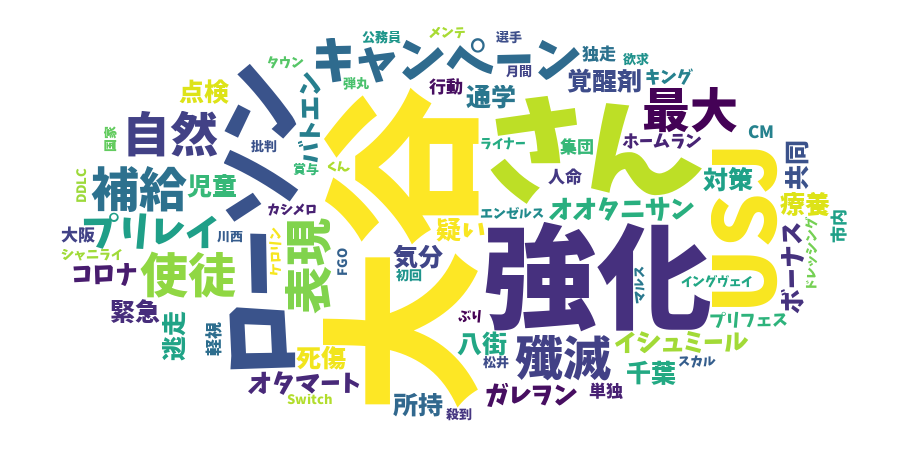 公務員
メンテ
選手
キャンペーン
独走
欲求
タウン
月間
覚醒剤
キング
点検
弾丸
行動
通学
最大
バトエン
ローソン
自然
国家
批判
大谷
さん
ライナー
集団
ホームラン
CM
賞与
くん
人命
共同
補給
児童
DDLC
対策
USJ
療養
カシメロ
エンゼルス
オオタニサン
プリレイ
大阪
川西
疑い
市内
シャニライ
コロナ
使徒
ケロリン
表現
FGO
気分
初回
強化
マルス
イングヴェイ
ボーナス
ドレッシング
緊急
ぶり
プリフェス
逃走
軽視
死傷
八街
松井
殲滅
イシュミール
スカル
千葉
オタマート
Switch
所持
殺到
ガレヲン
単独